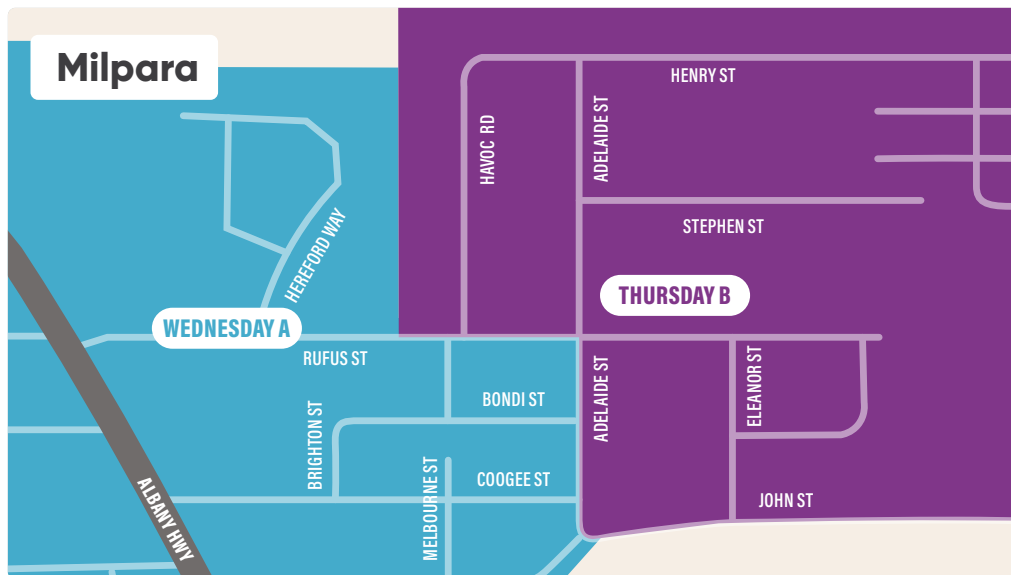 Milpara
HENRY ST
HAVOC RD
ADELAIDE ST
STEPHEN ST
HEREFORD WAY
THURSDAY B
WEDNESDAY A
RUFUS ST
ADELAIDE ST
ELEANOR ST
BONDI ST
BRIGHTON ST
MELBOURNE ST
COOGEE ST
JOHN ST
ALBANY HWY